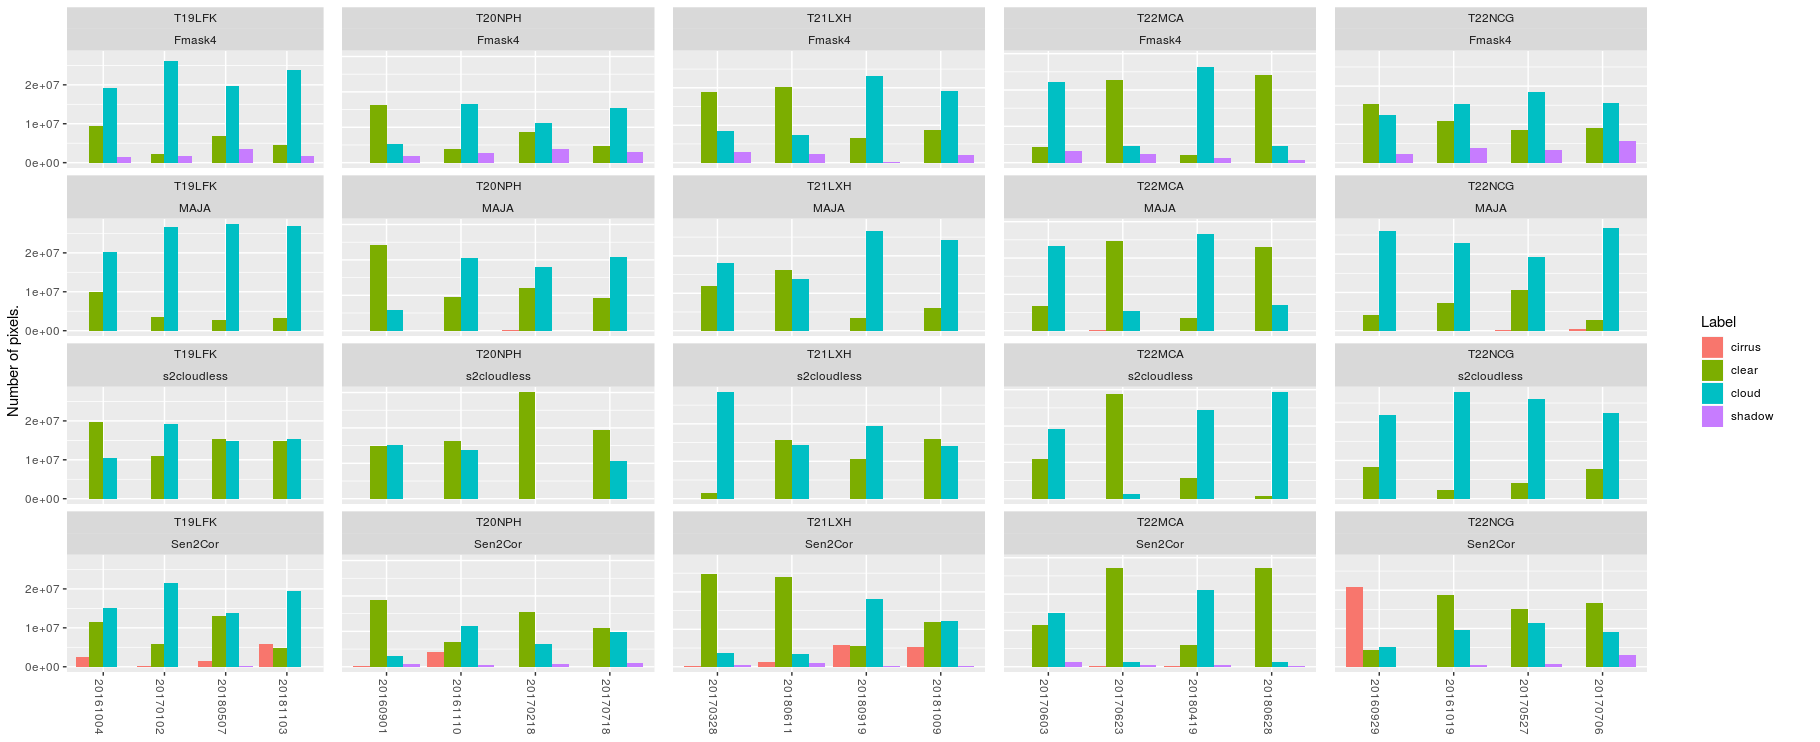 T19LFK T20NPH T21LXH T22MCA T22NCG
Fmask4 Fmask4 Fmask4 Fmask4 Fmask4
2e+07
1e+07
0e+00
T19LFK T20NPH T21LXH T22MCA T22NCG
MAJA MAJA MAJA MAJA MAJA
2e+07
1e+07
0e+00
T19LFK T20NPH T21LXH T22MCA T22NCG
s2cloudless s2cloudless s2cloudless s2cloudless s2cloudless
2e+07
1e+07
0e+00
T19LFK T20NPH T21LXH T22MCA T22NCG
Sen2Cor Sen2Cor Sen2Cor Sen2Cor Sen2Cor
2e+07
1e+07
0e+00
20161004 20170102 20180507 20181103 20160901 20161110 20170218 20170718 20170328 20180611 20180919 20181009 20170603 20170623 20180419 20180628 20160929 20161019 20170527 20170706
Number of pixels.
Label
cirrus
clear
cloud
shadow